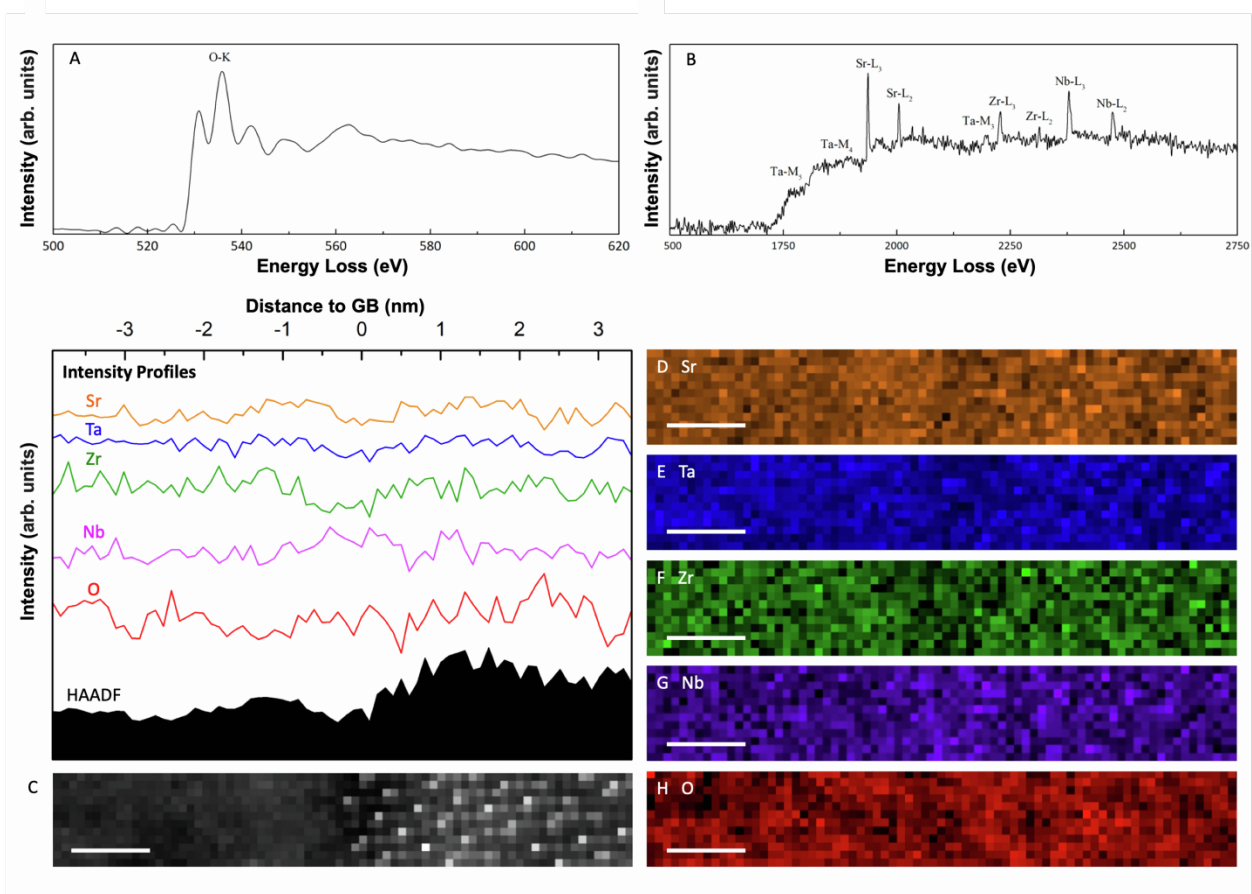 A
O-K
Intensity (arb. units)
500
520
540
560
580
600
620
Energy Loss (eV)
B
Sr-L3
Sr-L2
Ta-M5
Ta-M4
Ta-M3
Zr-L3
Zr-L2
Nb-L3
Nb-L2
Intensity (arb. units)
500
1750
2000
2250
2500
2750
Energy Loss (eV)
Distance to GB (nm)
-3 -2 -1 0 1 2 3
Intensity Profiles
Sr
Ta
Zr
Nb
O
HAADF
Intensity (arb. units)
C
D Sr
E Ta
F Zr
G Nb
H O